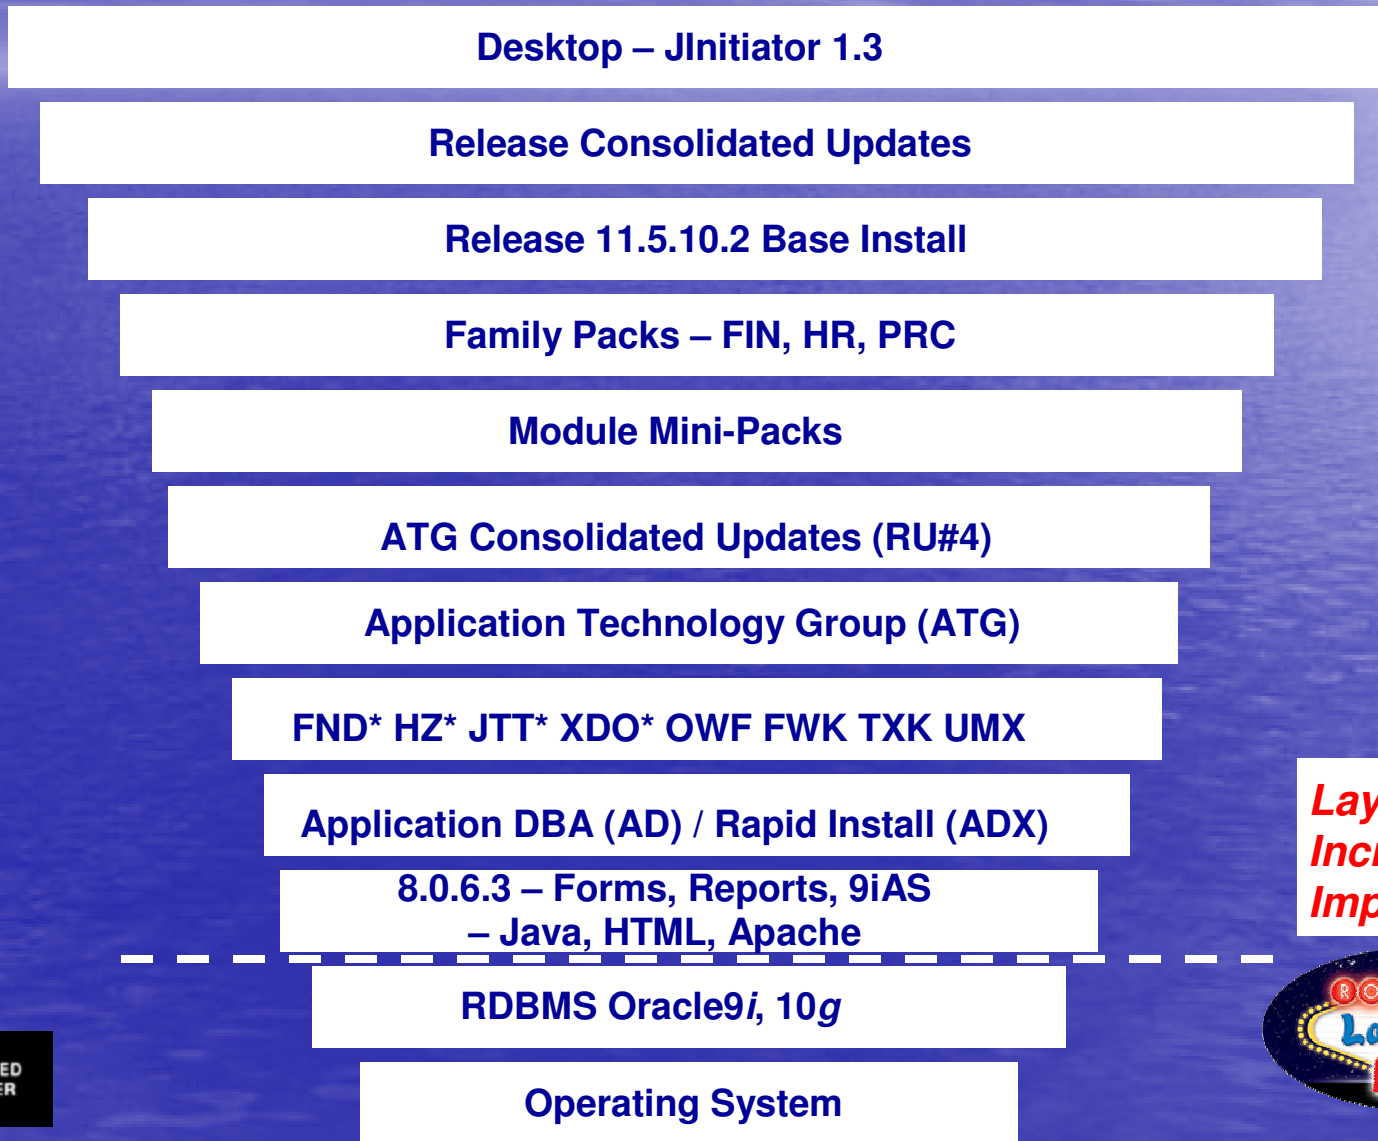 Desktop – JInitiator 1.3
Release Consolidated Updates
Release 11.5.10.2 Base Install
Family Packs – FIN, HR, PRC
Module Mini-Packs
ATG Consolidated Updates (RU#4)
Application Technology Group (ATG)
FND* HZ* JTT* XDO* OWF FWK TXK UMX
Application DBA (AD) / Rapid Install (ADX)
8.0.6.3 – Forms, Reports, 9iAS
– Java, HTML, Apache
RDBMS Oracle9i, 10g
Operating System